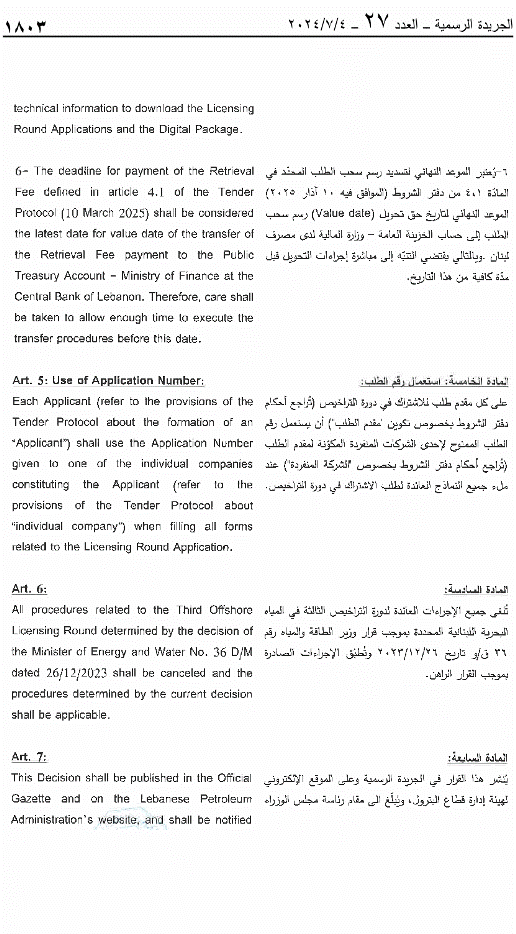 الجريدة الرسمية – العدد ٢٧ – ٢٠٢٤/٧/٤
١٨٠٣
technical information to download the Licensing
Round Applications and the Digital Package.
6- The deadline for payment of the Retrieval
Fee defined in article 4.1 of the Tender
Protocol (10 March 2025) shall be considered
the latest date for value date of the transfer of
the Retrieval Fee payment to the Public
Treasury Account – Ministry of Finance at the
Central Bank of Lebanon. Therefore, care shall
be taken to allow enough time to execute the
transfer procedures before this date.
٦-يُعتبر الموعد النهائي لتسديد رسم سحب الطلب المحدّد في
المادّة ٤،١ من دفتر الشروط (الموافق فيه ١٠ آذار ٢٠٢٥)
الموعد النهائي لتاريخ حق تحويل (Value date) رسم سحب
الطلب إلى حساب الخزينة العامة – وزارة المالية لدى مصرف
لبنان .وبالتالي يقتضي التنبّه إلى مباشرة إجراءات التحويل قبل
مدّة كافية من هذا التاريخ.
Art. 5: Use of Application Number:
Each Applicant (refer to the provisions of the
Tender Protocol about the formation of an
"Applicant") shall use the Application Number
given to one of the individual companies
constituting the Applicant (refer to the
provisions of the Tender Protocol about
"individual company") when filling all forms
related to the Licensing Round Application.
المادة الخامسة: استعمال رقم الطلب:
على كل مقدم طلب للاشتراك في دورة التراخيص (تُراجع أحكام
دفتر الشروط بخصوص تكوين "مقدم الطلب") أن يستعمل رقم
الطلب الممنوح لإحدى الشركات المنفردة المكوّنة لمقدم الطلب
(تُراجع أحكام دفتر الشروط بخصوص "الشركة المنفردة") عند
ملء جميع النماذج العائدة لطلب الاشتراك في دورة التراخيص.
Art. 6:
All procedures related to the Third Offshore
Licensing Round determined by the decision of
the Minister of Energy and Water No. 36 D/M
dated 26/12/2023 shall be canceled and the
procedures determined by the current decision
shall be applicable.
المادة السادسة:
تُلغى جميع الإجراءات العائدة لدورة التراخيص الثالثة في المياه
البحرية اللبنانية المحددة بموجب قرار وزير الطاقة والمياه رقم
٣٦ ق/و تاريخ ٢٠٢٣/١٢/٢٦ وتُطبّق الإجراءات الصادرة
بموجب القرار الراهن.
Art. 7:
This Decision shall be published in the Official
Gazette and on the Lebanese Petroleum
Administration's website, and shall be notified
المادة السابعة:
يُنشر هذا القرار في الجريدة الرسمية وعلى الموقع الإلكتروني
لهيئة إدارة قطاع البترول، ويُبلّغ الى مقام رئاسة مجلس الوزراء